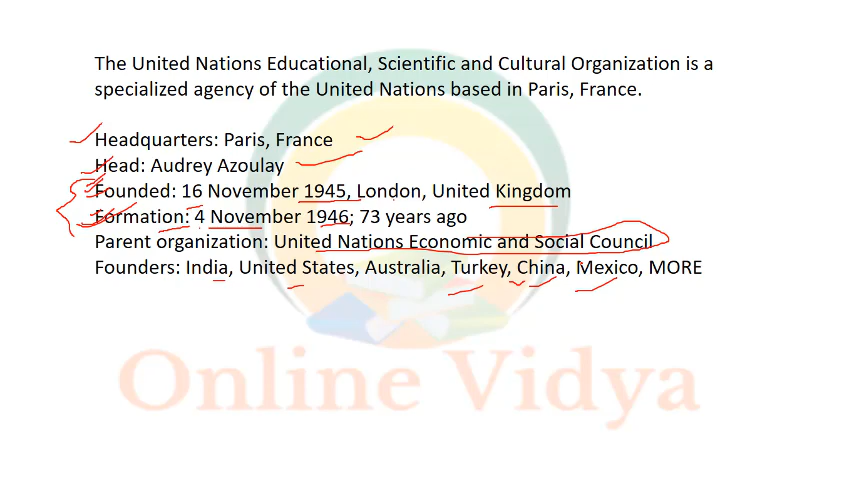 The United Nations Educational, Scientific and Cultural Organization is a
specialized agency of the United Nations based in Paris, France.
Headquarters: Paris, France
Head: Audrey Azoulay
Founded: 16 November 1945, London, United Kingdom
Formation: 4 November 1946; 73 years ago
Parent organization: United Nations Economic and Social Council
Founders: India, United States, Australia, Turkey, China, Mexico, MORE
Online Vidya